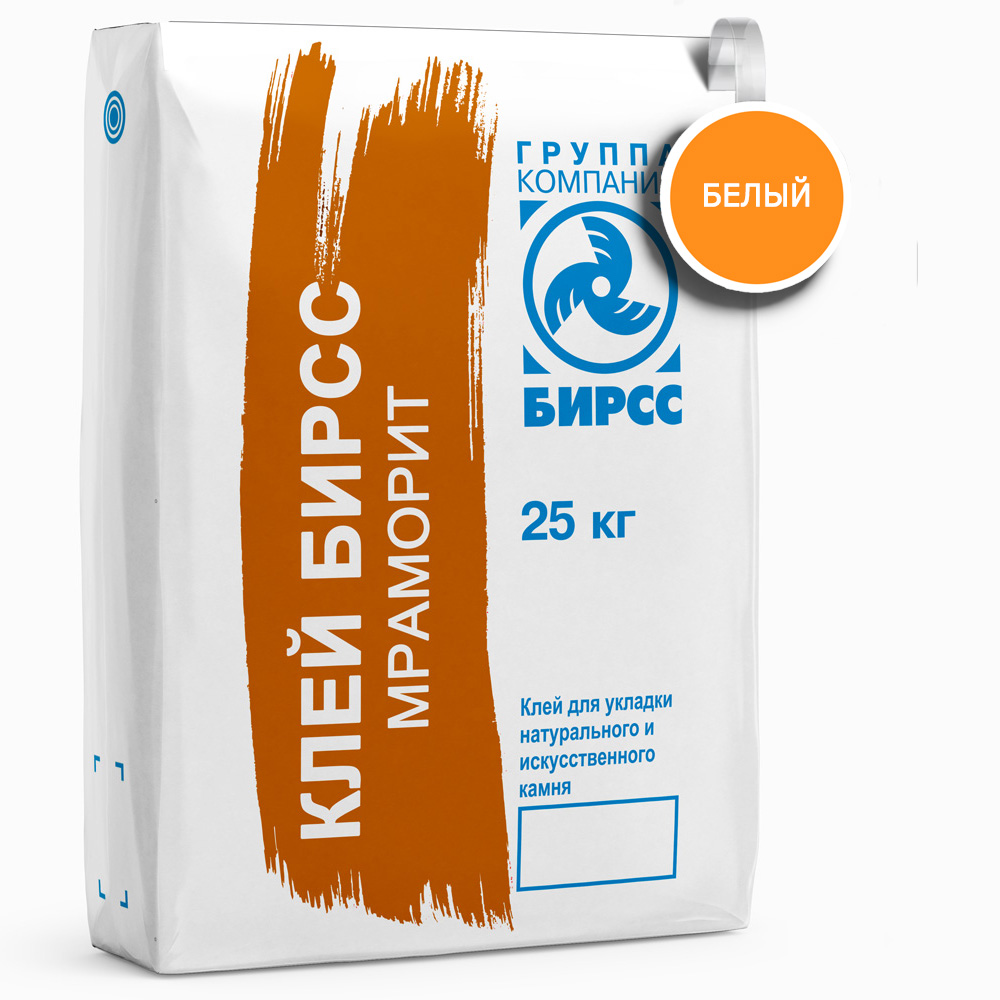 КЛЕЙ БИРСС
МРАМОРИТ
ГРУППА
КОМПАНИ
БИРСС
БЕЛЫЙ
25 кг
Клей для укладки
натурального и
искусственного
камня